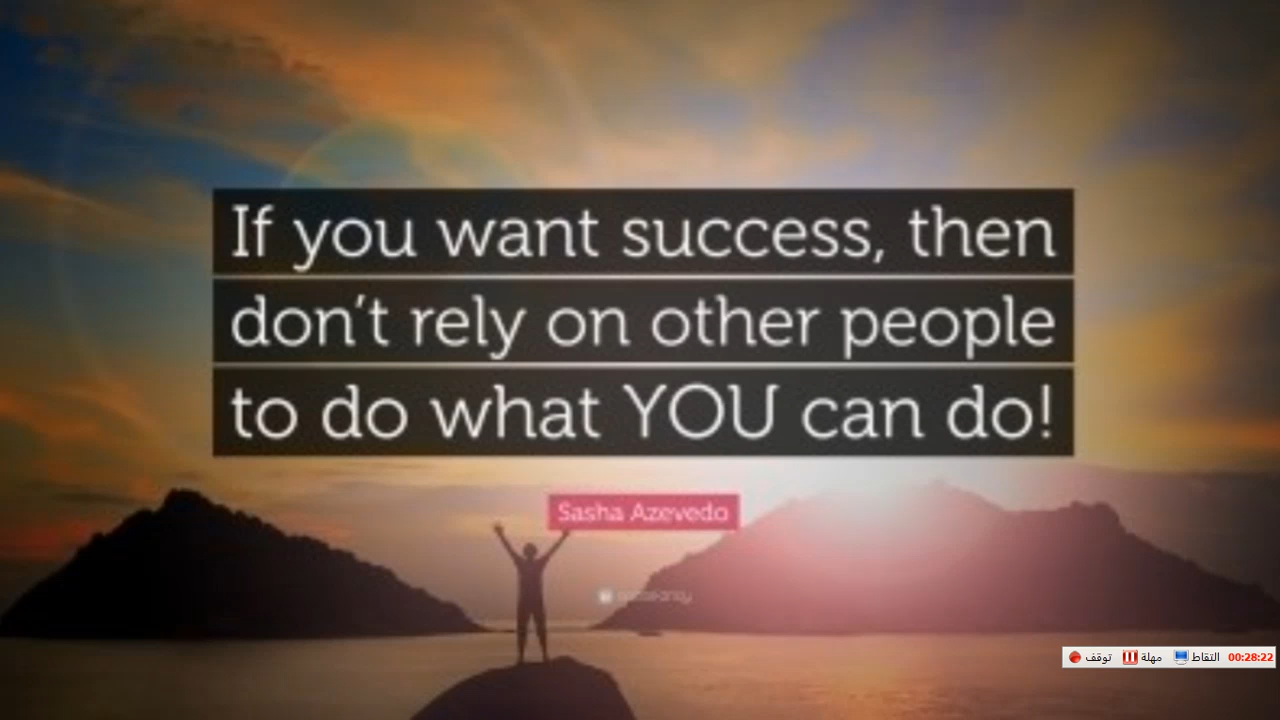 If you want success, then
don't rely on other people
to do what YOU can do!
Sasha Azevedo
توقف مهلة التقاط 00:28:22